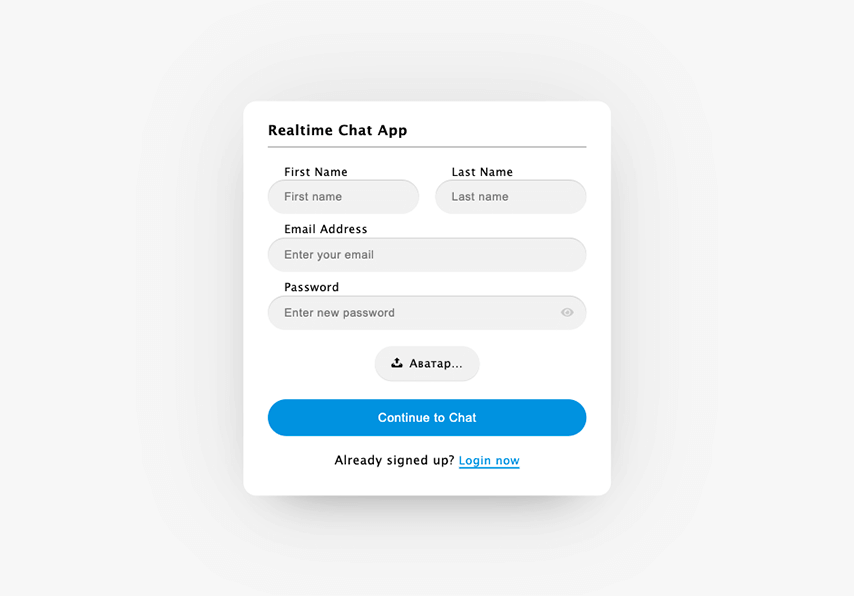 Realtime Chat App
First Name Last Name
First name Last name
Email Address
Enter your email
Password
Enter new password
Аватар...
Continue to Chat
Already signed up? Login now